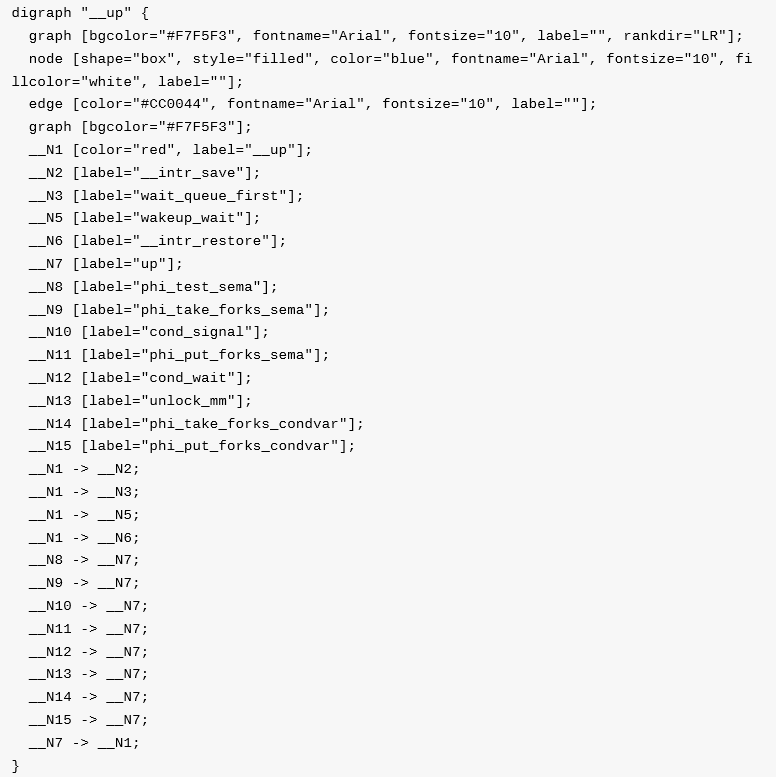 digraph "__up" {
  graph [bgcolor="#F7F5F3", fontname="Arial", fontsize="10", label="", rankdir="LR"];
  node [shape="box", style="filled", color="blue", fontname="Arial", fontsize="10", fi
llcolor="white", label=""];
  edge [color="#CC0044", fontname="Arial", fontsize="10", label=""];
  graph [bgcolor="#F7F5F3"];
  __N1 [color="red", label="__up"];
  __N2 [label="__intr_save"];
  __N3 [label="wait_queue_first"];
  __N5 [label="wakeup_wait"];
  __N6 [label="__intr_restore"];
  __N7 [label="up"];
  __N8 [label="phi_test_sema"];
  __N9 [label="phi_take_forks_sema"];
  __N10 [label="cond_signal"];
  __N11 [label="phi_put_forks_sema"];
  __N12 [label="cond_wait"];
  __N13 [label="unlock_mm"];
  __N14 [label="phi_take_forks_condvar"];
  __N15 [label="phi_put_forks_condvar"];
  __N1 -> __N2;
  __N1 -> __N3;
  __N1 -> __N5;
  __N1 -> __N6;
  __N8 -> __N7;
  __N9 -> __N7;
  __N10 -> __N7;
  __N11 -> __N7;
  __N12 -> __N7;
  __N13 -> __N7;
  __N14 -> __N7;
  __N15 -> __N7;
  __N7 -> __N1;
}